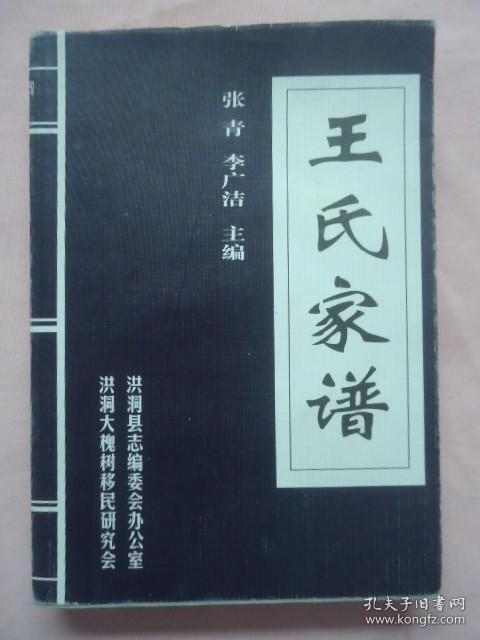 王氏家谱
张青 李广洁 主编
洪洞县志编委会办公室
洪洞大槐树移民研究会
孔夫子旧书网
www.kongfz.com